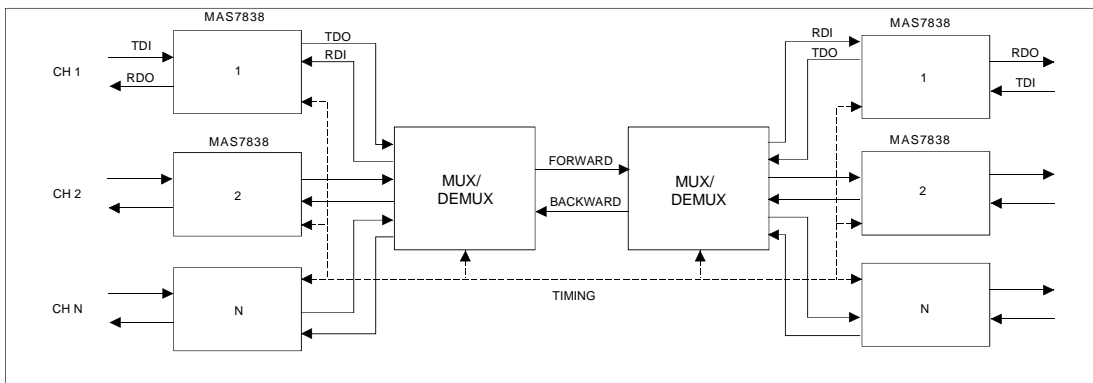 MAS7838
MAS7838
TDI
TDO
RDI
RDI
TDO
RDO
CH 1
RDO
1
1
TDI
MAS7838
MAS7838
FORWARD
CH 2
2
MUX/
DEMUX
MUX/
DEMUX
2
BACKWARD
TIMING
CH N
N
N